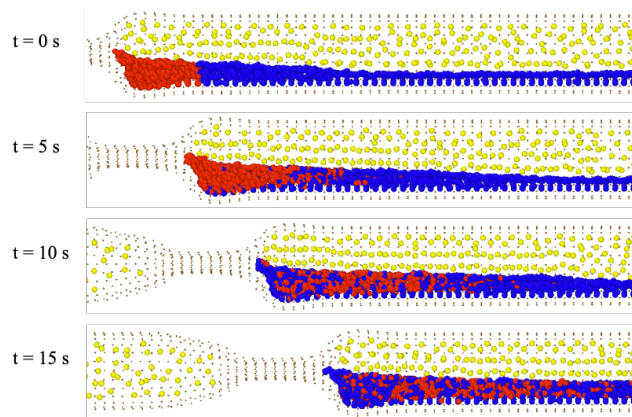 t = 0 s
t = 5 s
t = 10 s
t = 15 s